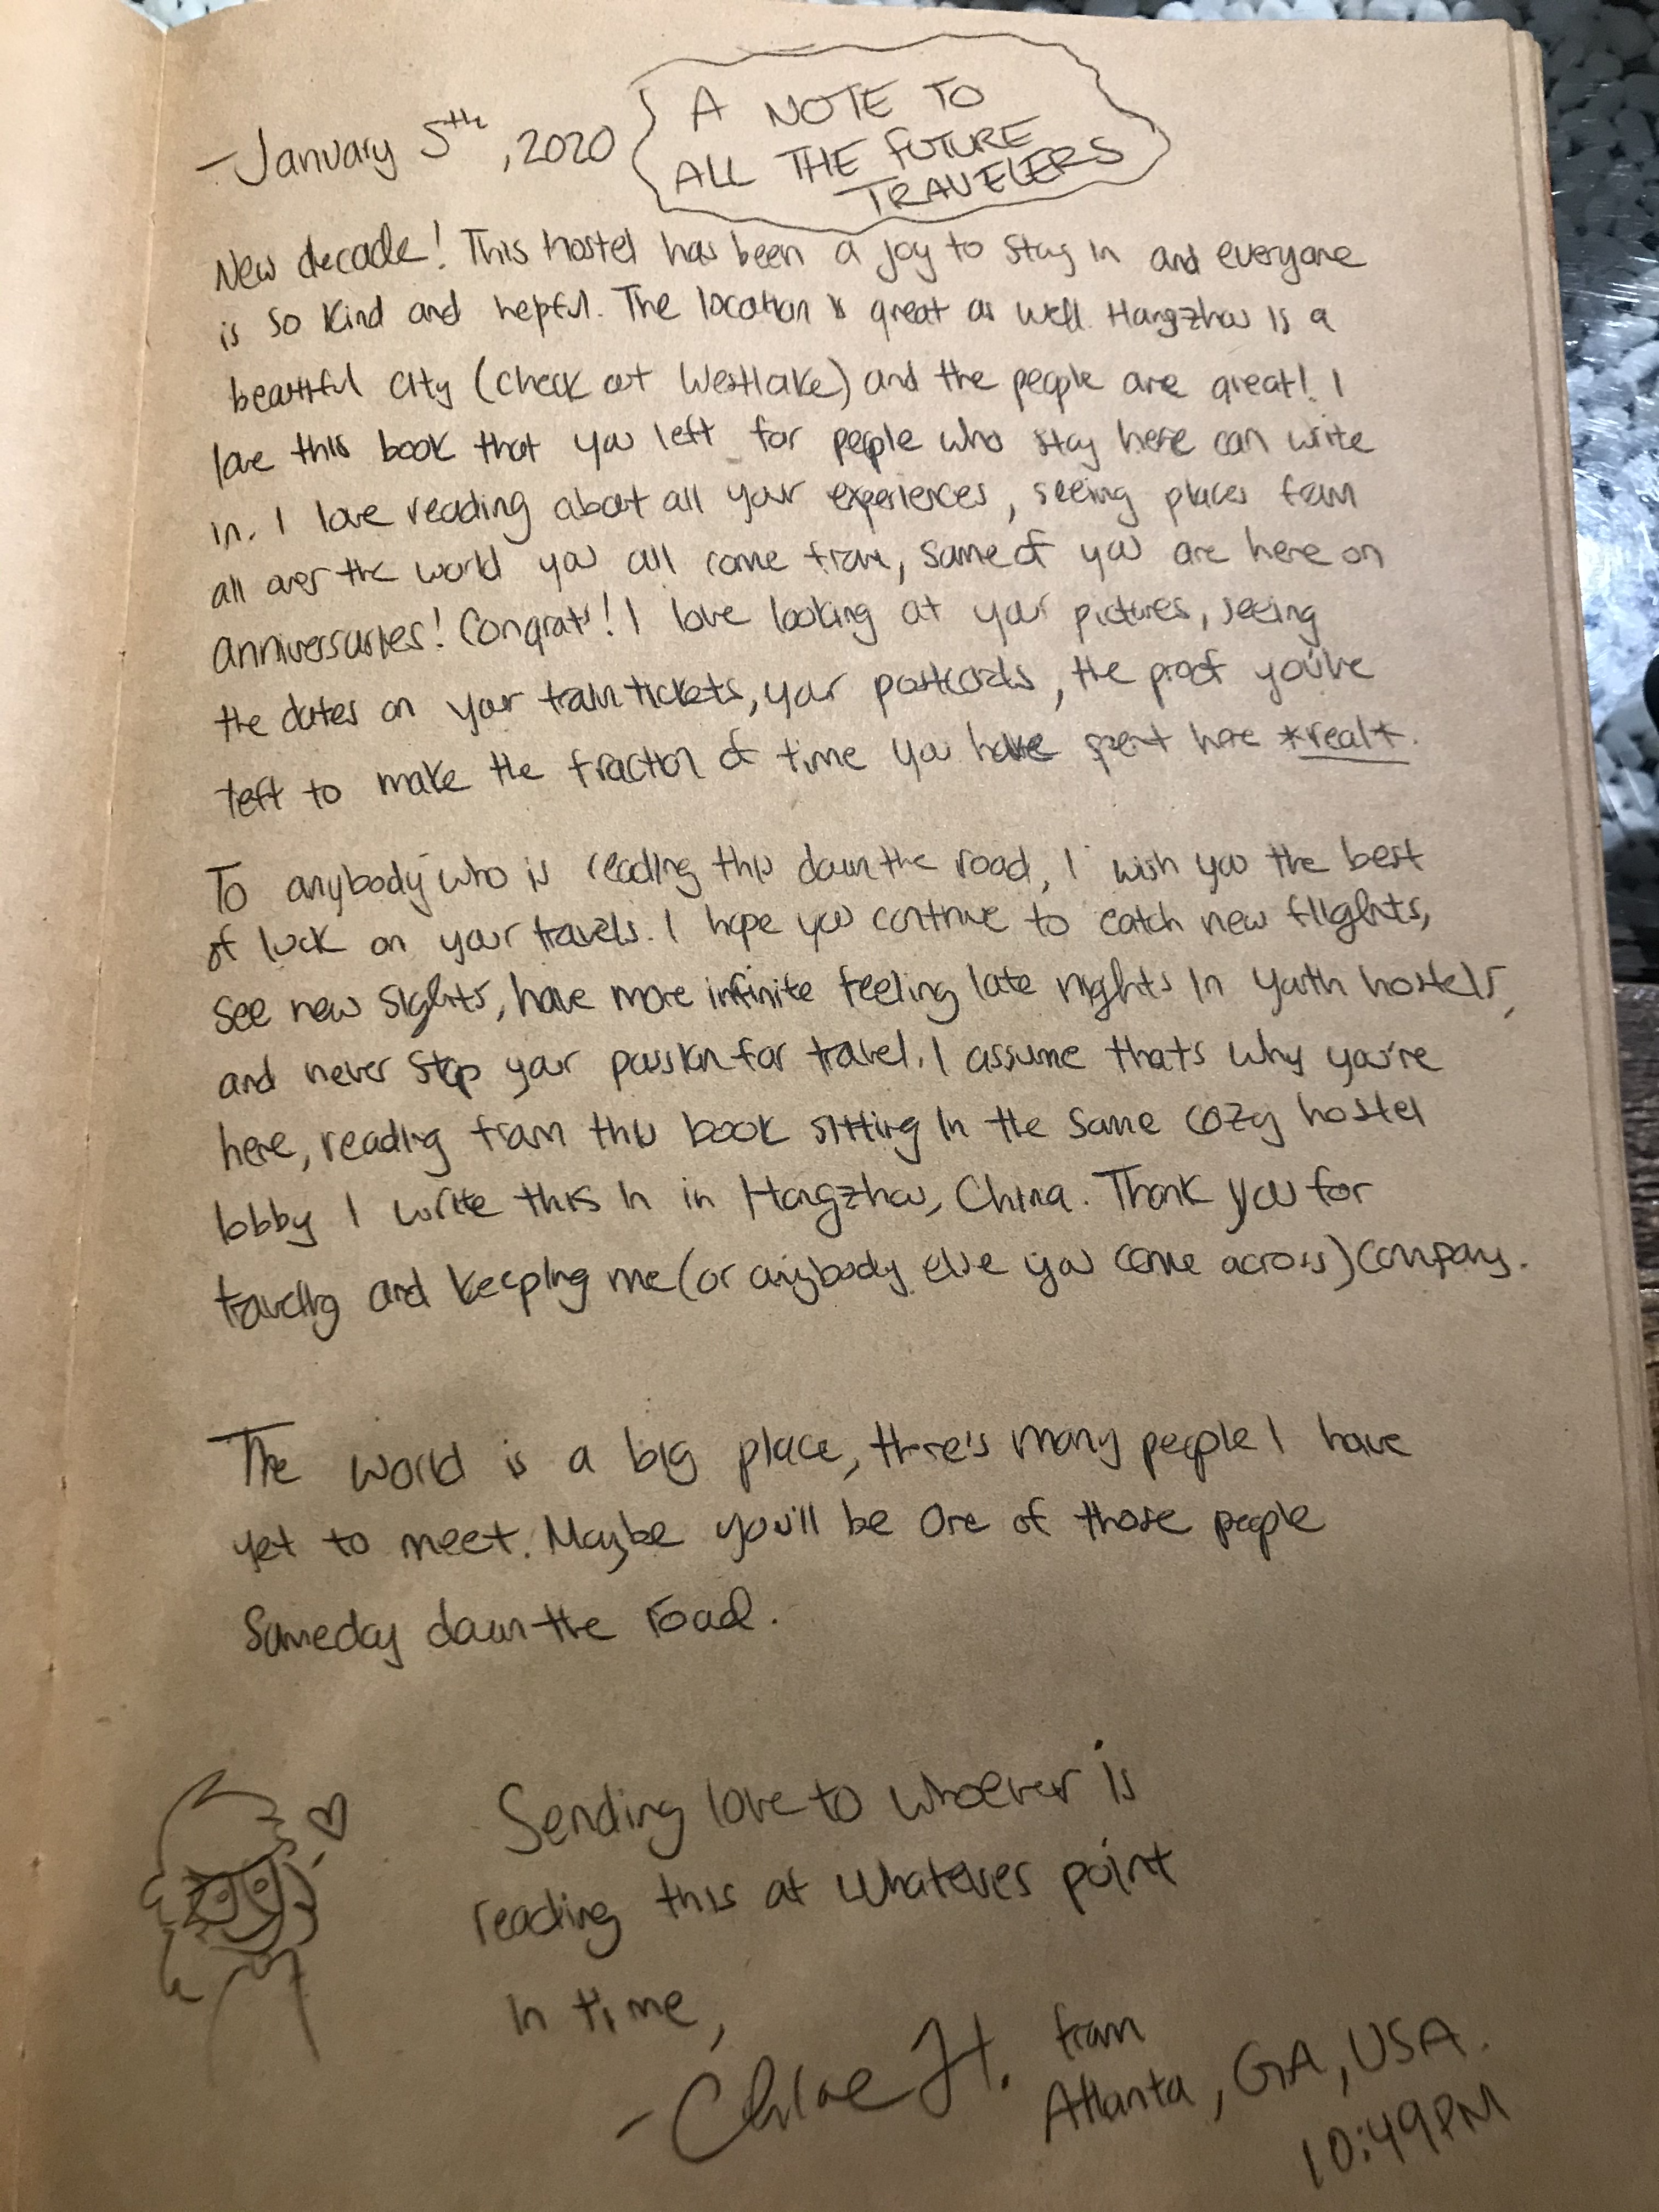 - January 5th, 2020
A NOTE TO
ALL THE FUTURE
TRAVELERS
New decade! This hostel has been a joy to stay in and everyone
is so kind and hepful. The location is great as well. Hangzhou is a
beautiful city (check out Westlake) and the people are great! I
love this book that you left for people who stay here can write
in. I love reading about all your experiences, seeing places from
all over the world you all come from, some of you are here on
anniversaries! Congrats! I love looking at your pictures, seeing
the dates on your train tickets, your postcards, the proof you've
left to make the fraction of time you have spent here *real*.
To anybody who is reading this down the road, I wish you the best
of luck on your travels. I hope you continue to catch new flights,
see new sights, have more infinite feeling late nights in youth hostels,
and never stop your passion for travel. I assume that's why you're
here, reading from this book sitting in the same cozy hostel
lobby I write this in in Hangzhou, China. Thank you for
traveling and keeping me (or anybody else you come across) company.
The world is a big place, there's many people I have
yet to meet. Maybe you'll be one of those people
someday down the road.
Sending love to whoever is
reading this at whatever point
in time,
- Chloe H. from
Atlanta, GA, USA.
10:49PM